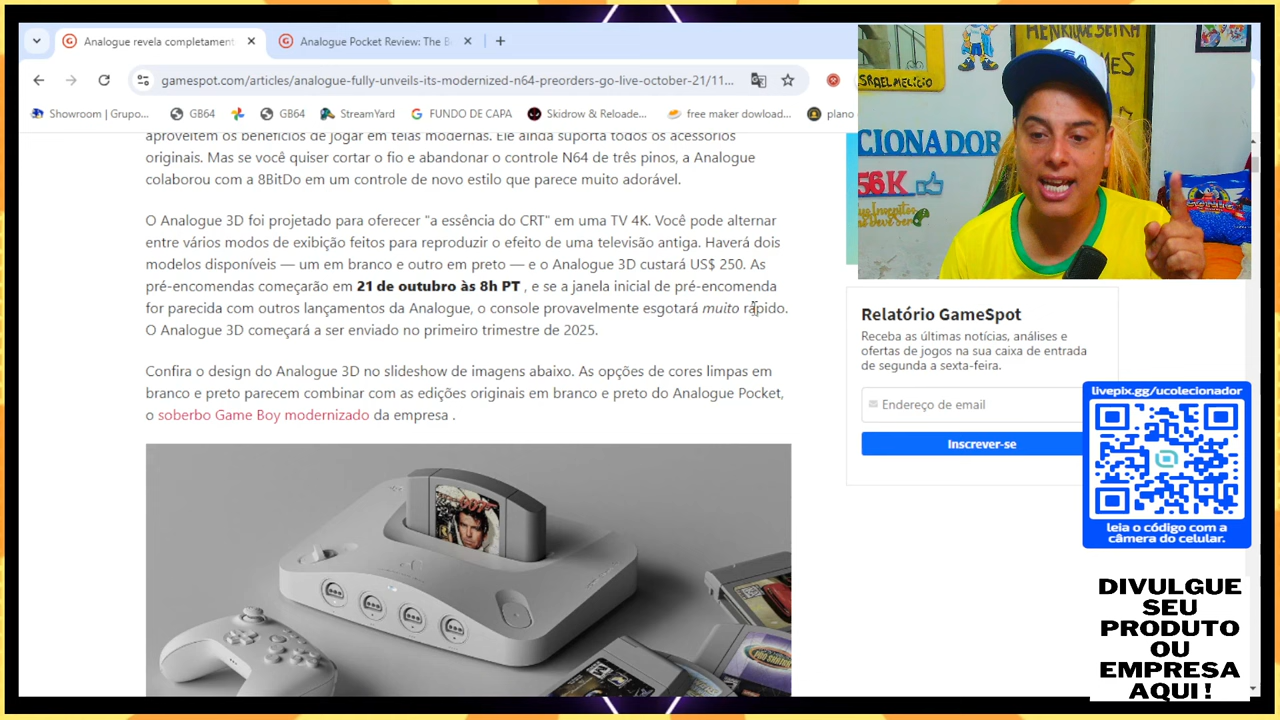 Analogue revela completament
Analogue Pocket Review: The B
gamespot.com/articles/analogue-fully-unveils-its-modernized-n64-preorders-go-live-october-21/11...
Showroom | Grupo...
GB64
GB64
StreamYard
FUNDO DE CAPA
Skidrow & Reloade...
free maker dowload...
plano
aproveitem os benefícios de jogar em telas modernas. Ele ainda suporta todos os acessórios
originais. Mas se você quiser cortar o fio e abandonar o controle N64 de três pinos, a Analogue
colaborou com a 8BitDo em um controle de novo estilo que parece muito adorável.
O Analogue 3D foi projetado para oferecer "a essência do CRT" em uma TV 4K. Você pode alternar
entre vários modos de exibição feitos para reproduzir o efeito de uma televisão antiga. Haverá dois
modelos disponíveis — um em branco e outro em preto — e o Analogue 3D custará US$ 250. As
pré-encomendas começarão em 21 de outubro às 8h PT , e se a janela inicial de pré-encomenda
for parecida com outros lançamentos da Analogue, o console provavelmente esgotará muito rápido.
O Analogue 3D começará a ser enviado no primeiro trimestre de 2025.
Confira o design do Analogue 3D no slideshow de imagens abaixo. As opções de cores limpas em
branco e preto parecem combinar com as edições originais em branco e preto do Analogue Pocket,
o soberbo Game Boy modernizado da empresa .
007
HENRIQUE
MES
ISRAEL MELICIO
CIONADOR
56K
Relatório GameSpot
Receba as últimas notícias, análises e
ofertas de jogos na sua caixa de entrada
de segunda a sexta-feira.
Endereço de email
Inscrever-se
livepix.gg/ucolecionador
leia o código com a
câmera do celular.
DIVULGUE
SEU
PRODUTO
OU
EMPRESA
AQUI !